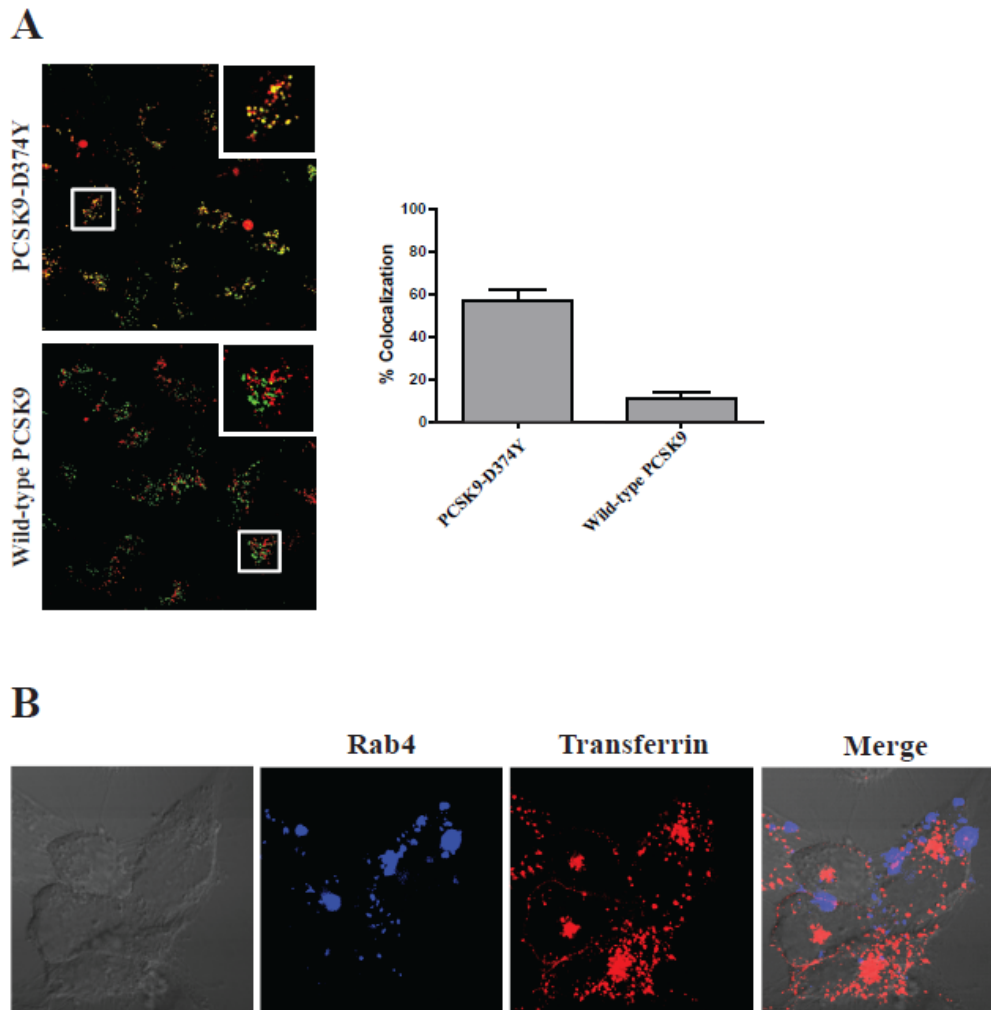 A
PCSK9-D374Y
Wild-type PCSK9
% Colocalization
100
80
60
40
20
0
PCSK9-D374Y
Wild-type PCSK9
B
Rab4
Transferrin
Merge